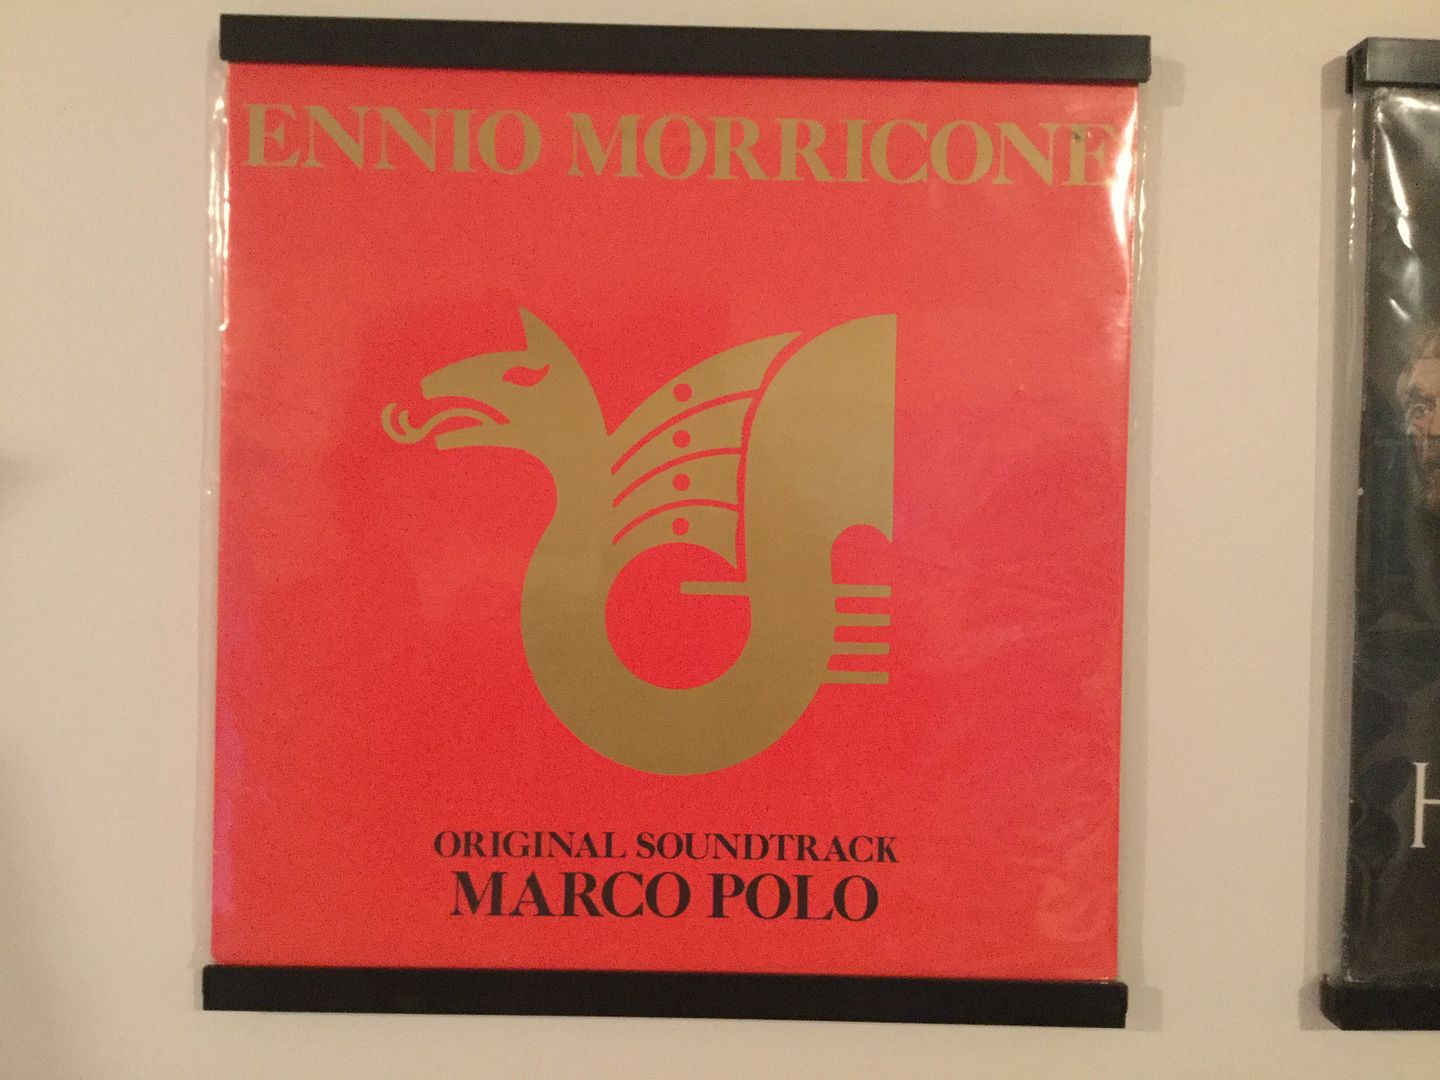 ENNIO MORRICONE
ORIGINAL SOUNDTRACK
MARCO POLO
H